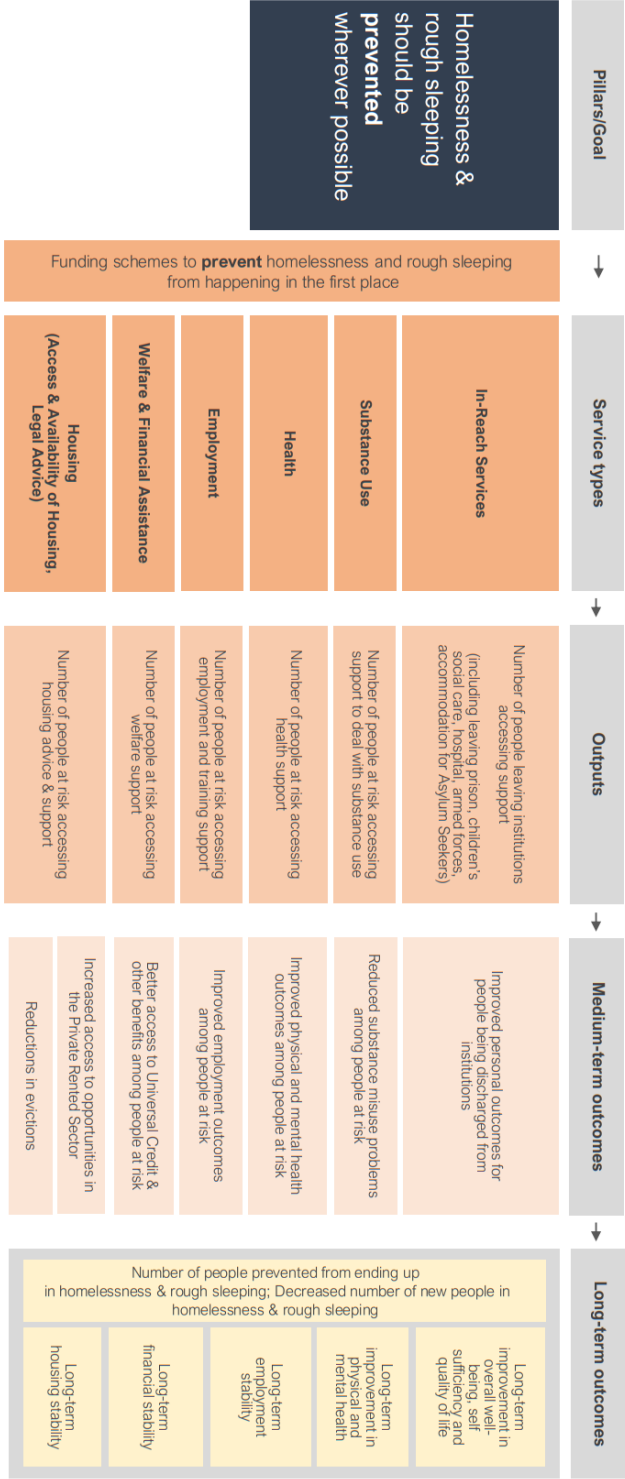 Pillars/Goal
Service types
Outputs
Medium-term outcomes
Long-term outcomes
Homelessness &
rough sleeping
should be
prevented
wherever possible
Funding schemes to prevent homelessness and rough sleeping
from happening in the first place
In-Reach Services
Number of people leaving institutions
accessing support
(including leaving prison, children's
social care, hospital, armed forces,
accommodation for Asylum Seekers)
Improved personal outcomes for
people being discharged from
institutions
Substance Use
Number of people at risk accessing
support to deal with substance use
Reduced substance misuse problems
among people at risk
Health
Number of people at risk accessing
health support
Improved physical and mental health
outcomes among people at risk
Employment
Number of people at risk accessing
employment and training support
Improved employment outcomes
among people at risk
Welfare & Financial Assistance
Number of people at risk accessing
welfare support
Better access to Universal Credit &
other benefits among people at risk
Housing
(Access & Availability of Housing,
Legal Advice)
Number of people at risk accessing
housing advice & support
Increased access to opportunities in
the Private Rented Sector
Reductions in evictions
Number of people prevented from ending up
in homelessness & rough sleeping; Decreased number of new people in
homelessness & rough sleeping
Long-term
improvement in
overall well-
being, self
sufficiency and
quality of life
Long-term
improvement in
physical and
mental health
Long-term
employment
stability
Long-term
financial stability
Long-term
housing stability